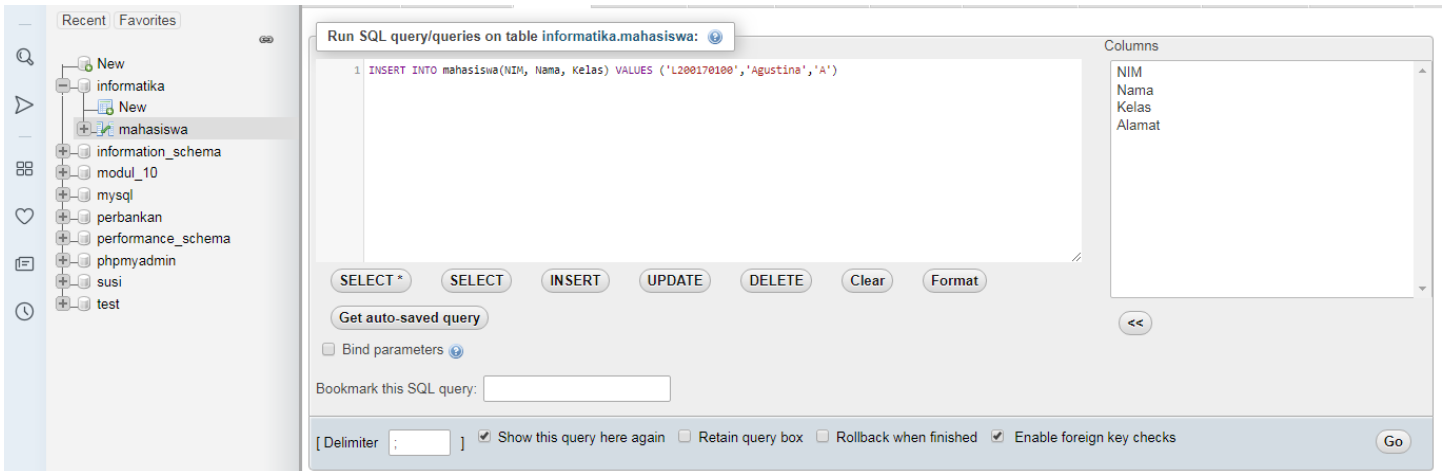 Recent Favorites
New
informatika
New
mahasiswa
information_schema
modul_10
mysql
perbankan
performance_schema
phpmyadmin
susi
test
Run SQL query/queries on table informatika.mahasiswa:
1 INSERT INTO mahasiswa(NIM, Nama, Kelas) VALUES ('L200170100','Agustina','A')
Columns
NIM
Nama
Kelas
Alamat
SELECT * SELECT INSERT UPDATE DELETE Clear Format
<<
Get auto-saved query
Bind parameters
Bookmark this SQL query:
[ Delimiter ; ] Show this query here again Retain query box Rollback when finished Enable foreign key checks Go